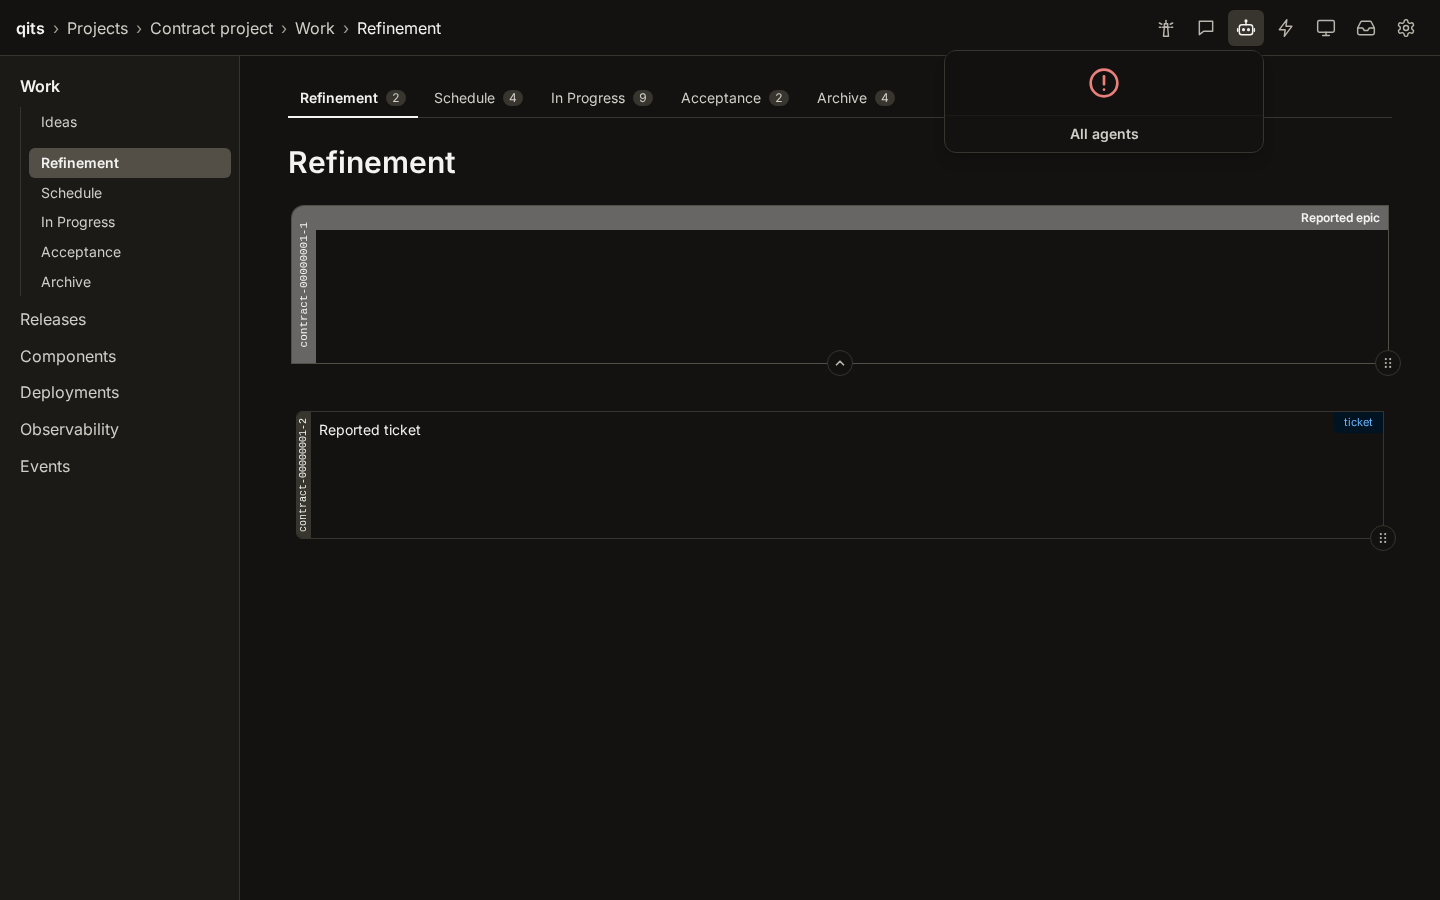 qits › Projects › Contract project › Work › Refinement
All agents
Work
Ideas
Refinement
Schedule
In Progress
Acceptance
Archive
Releases
Components
Deployments
Observability
Events
Refinement 2 Schedule 4 In Progress 9 Acceptance 2 Archive 4
Refinement
contract-00000001-1
Reported epic
contract-00000001-2
Reported ticket
ticket